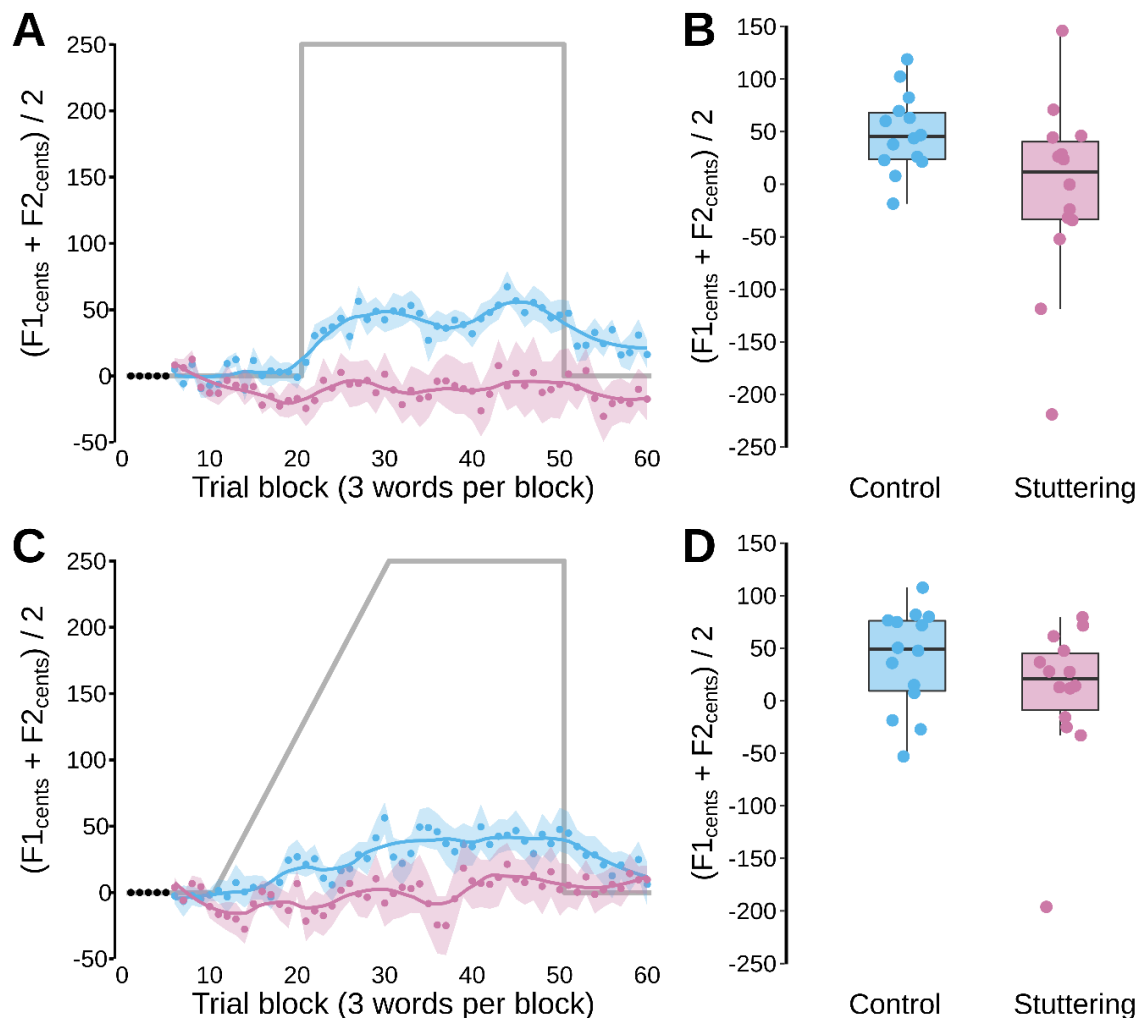 A
(F1cents + F2cents) / 2
250
200
150
100
50
0
-50
0 10 20 30 40 50 60
Trial block (3 words per block)
B
(F1cents + F2cents) / 2
150
100
50
0
-50
-100
-150
-200
-250
Control Stuttering
C
(F1cents + F2cents) / 2
250
200
150
100
50
0
-50
0 10 20 30 40 50 60
Trial block (3 words per block)
D
(F1cents + F2cents) / 2
150
100
50
0
-50
-100
-150
-200
-250
Control Stuttering